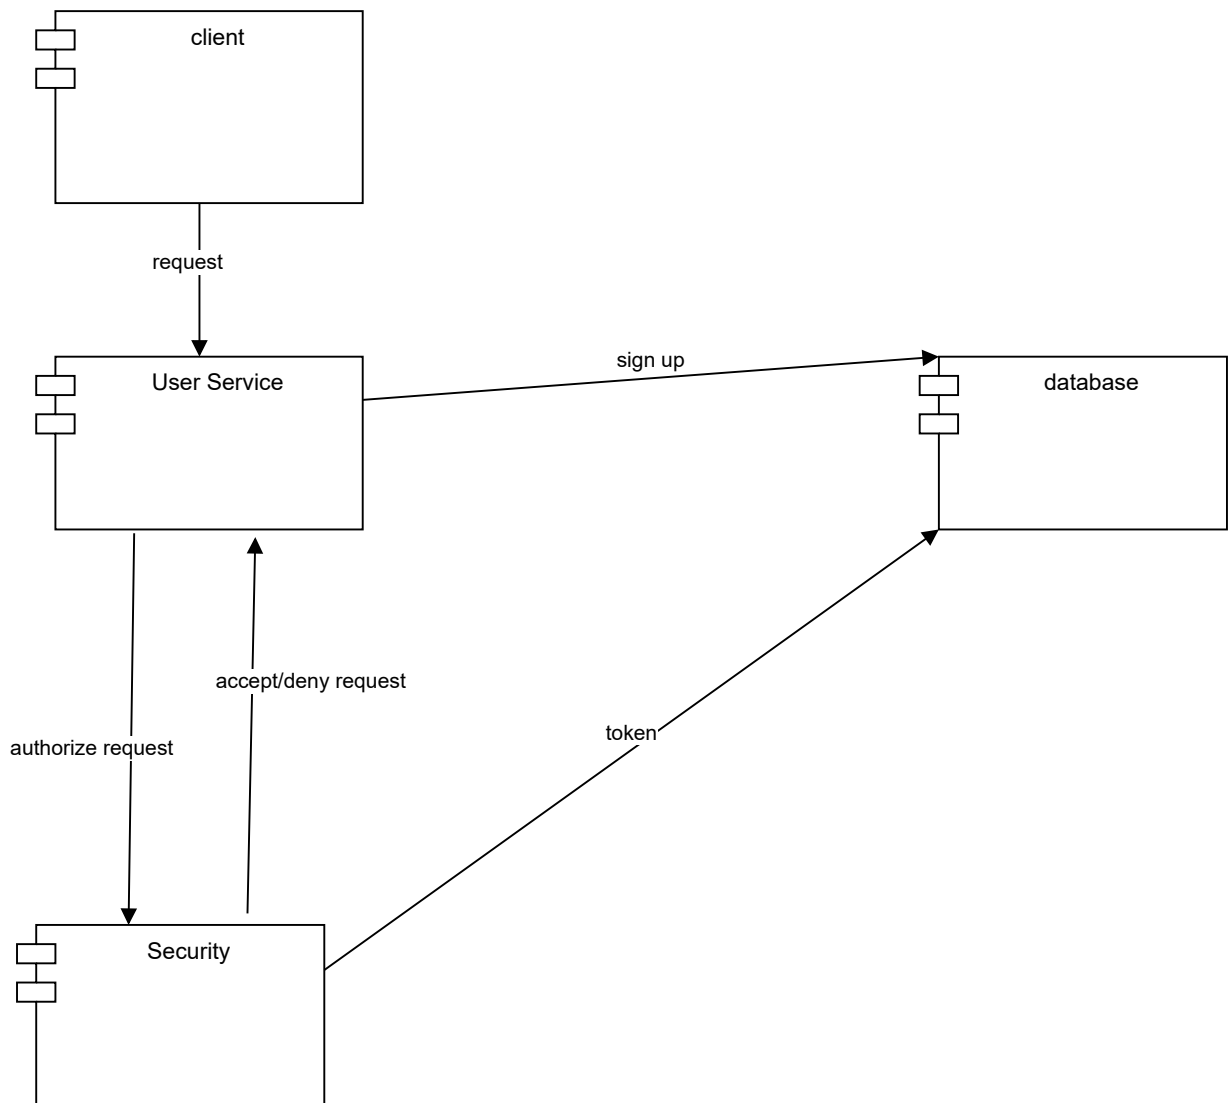 client
request
User Service
sign up
database
accept/deny request
token
authorize request
Security